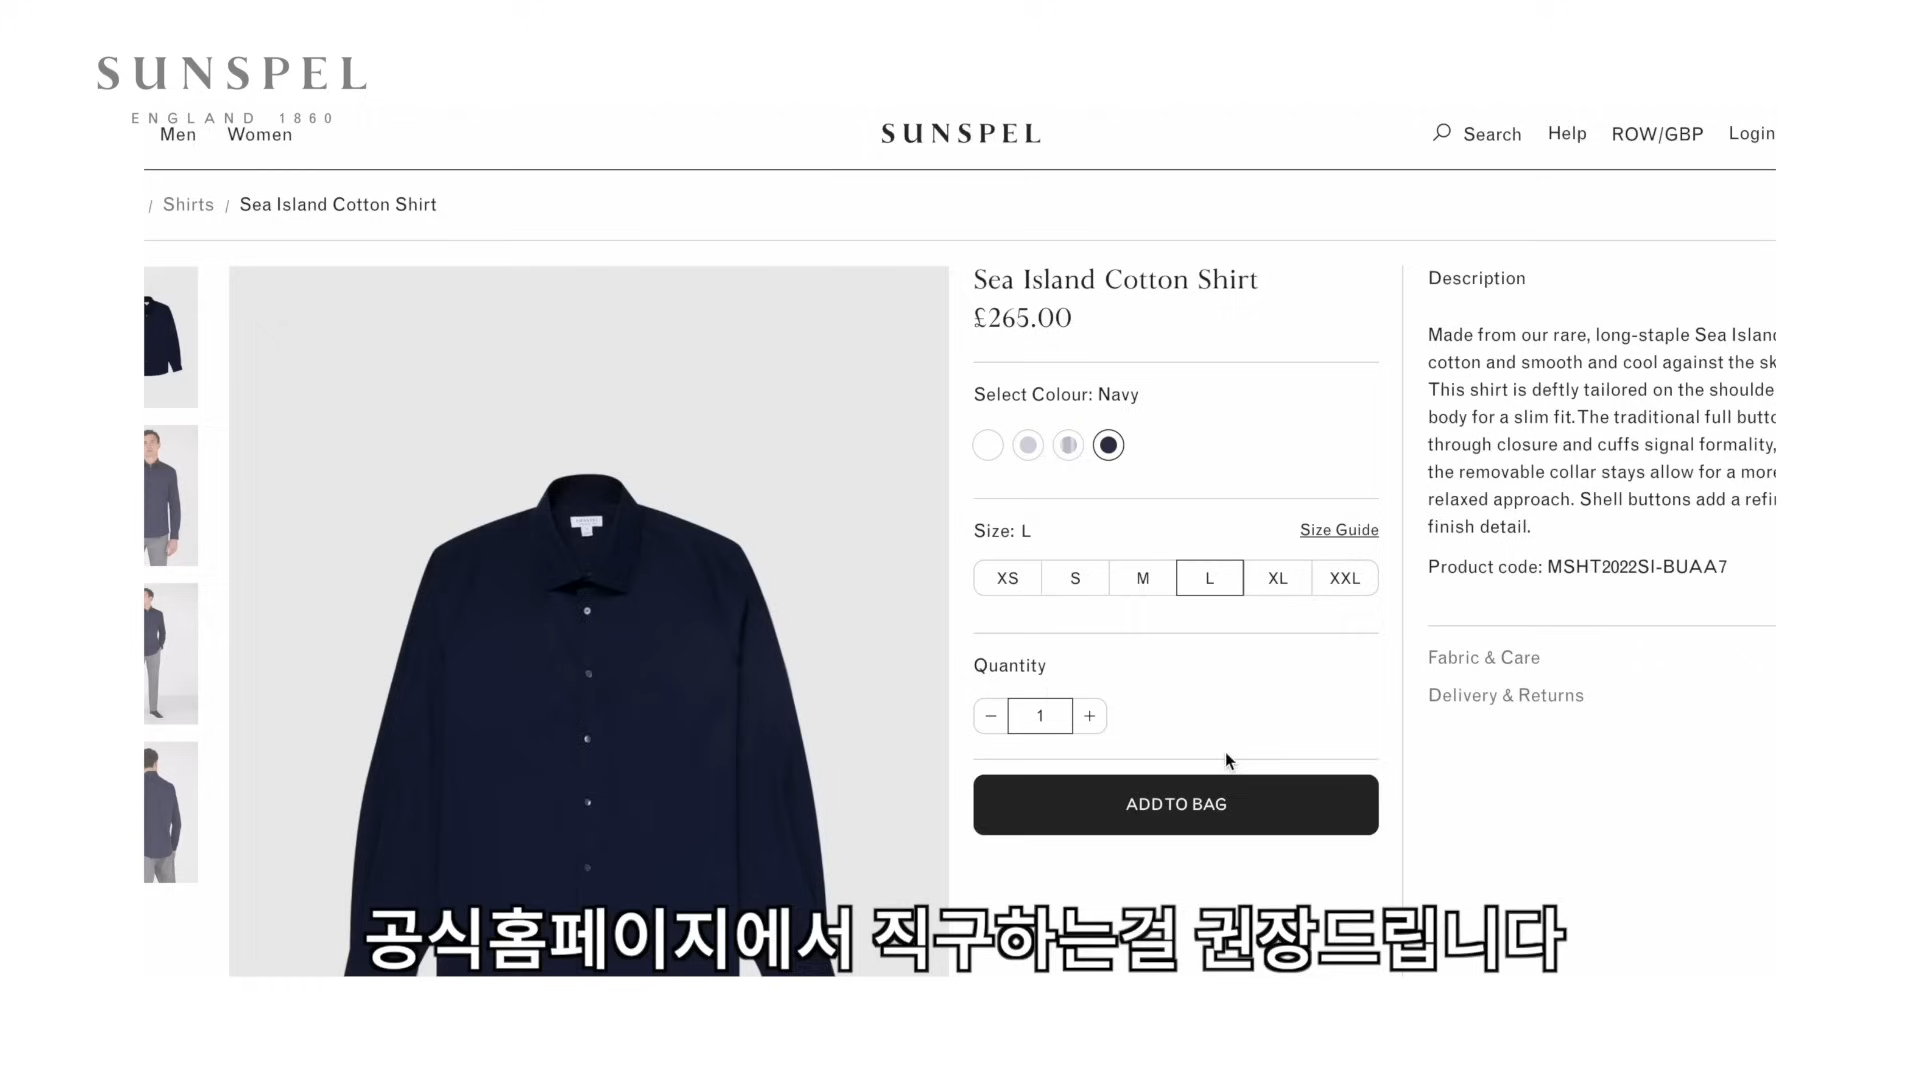 SUNSPEL
ENGLAND 1860
Men Women
SUNSPEL
Search Help ROW/GBP Login
/ Shirts / Sea Island Cotton Shirt
Sea Island Cotton Shirt
£265.00
Select Colour: Navy
Size: L
Size Guide
XS S M L XL XXL
Quantity
− 1 +
ADD TO BAG
Description
Made from our rare, long-staple Sea Island
cotton and smooth and cool against the sk
This shirt is deftly tailored on the shoulde
body for a slim fit. The traditional full butto
through closure and cuffs signal formality,
the removable collar stays allow for a more
relaxed approach. Shell buttons add a refi
finish detail.
Product code: MSHT2022SI-BUAA7
Fabric & Care
Delivery & Returns
공식홈페이지에서 직구하는걸 권장드립니다